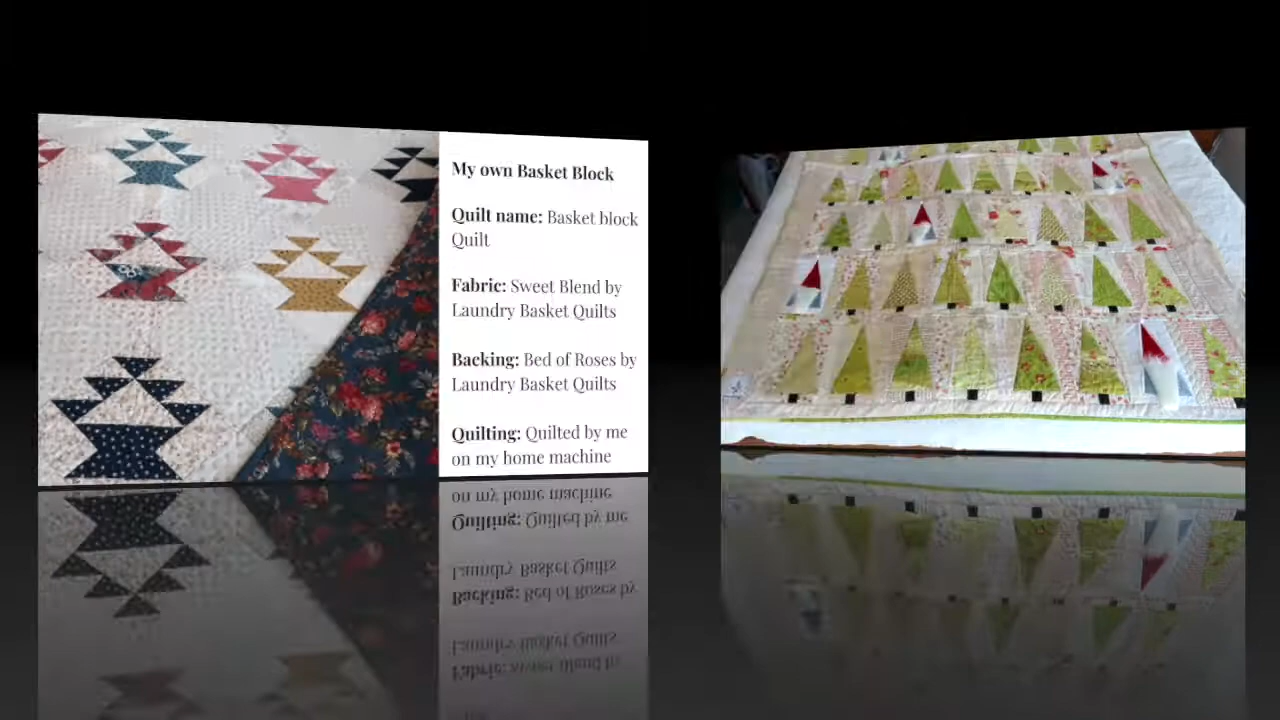 My own Basket Block
Quilt name: Basket block
Quilt
Fabric: Sweet Blend by
Laundry Basket Quilts
Backing: Bed of Roses by
Laundry Basket Quilts
Quilting: Quilted by me
on my home machine